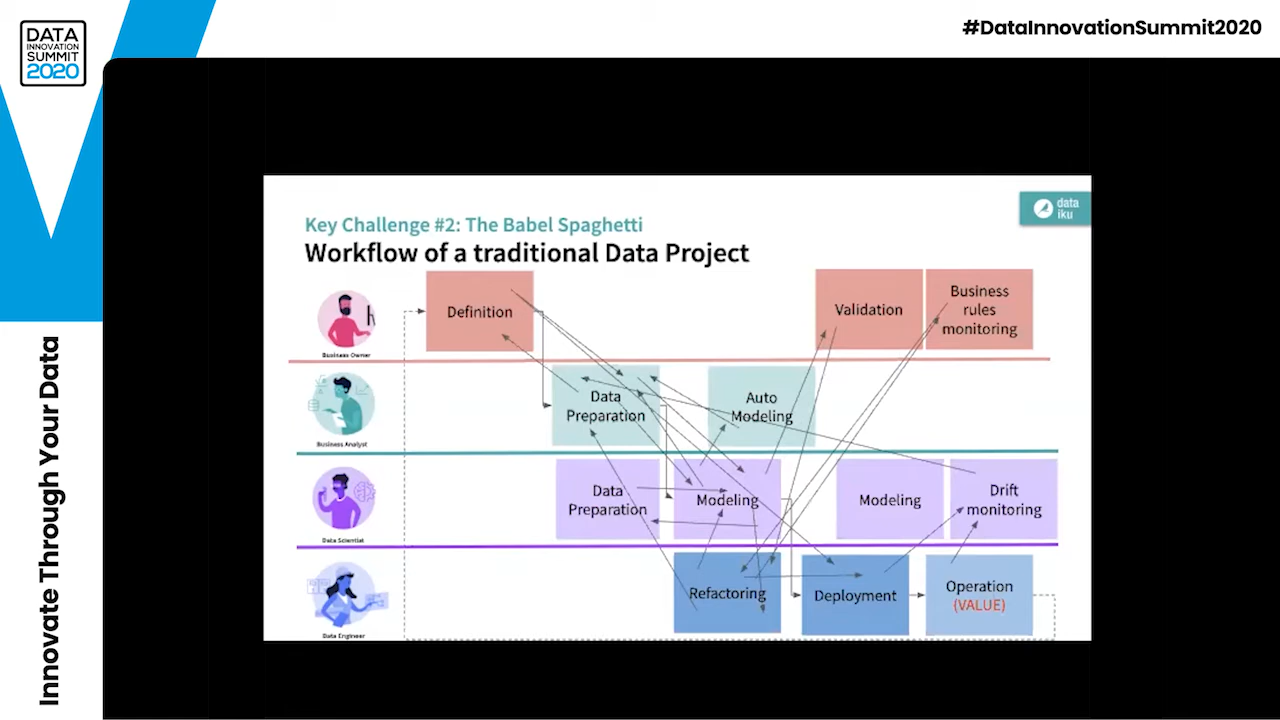 DATA
INNOVATION
SUMMIT
2020
#DataInnovationSummit2020
Innovate Through Your Data
data
iku
Key Challenge #2: The Babel Spaghetti
Workflow of a traditional Data Project
Business Owner
Definition
Validation
Business
rules
monitoring
Business Analyst
Data
Preparation
Auto
Modeling
Data Scientist
Data
Preparation
Modeling
Modeling
Drift
monitoring
Data Engineer
Refactoring
Deployment
Operation
(VALUE)